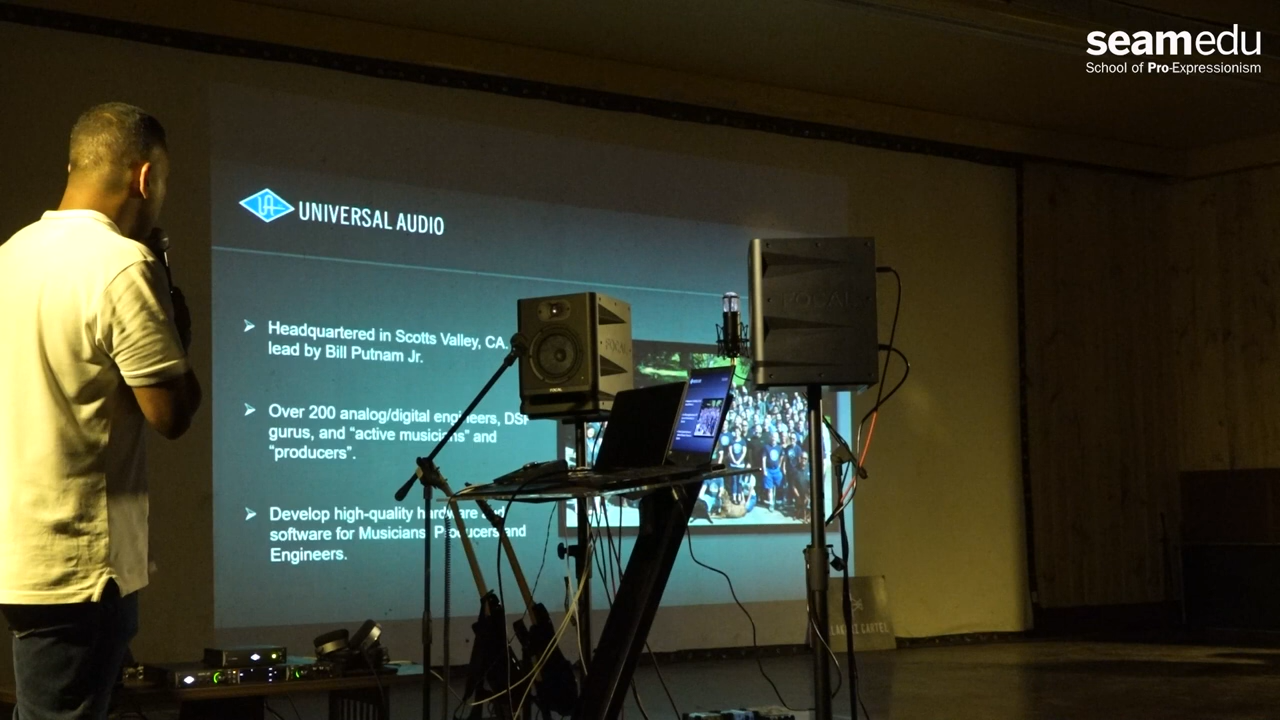 seamedu
School of Pro-Expressionism
UNIVERSAL AUDIO
Headquartered in Scotts Valley, CA.
lead by Bill Putnam Jr.
Over 200 analog/digital engineers, DSP
gurus, and “active musicians” and
“producers”.
Develop high-quality hardware and
software for Musicians, Producers and
Engineers.
FOCAL
FOCAL
FOCAL